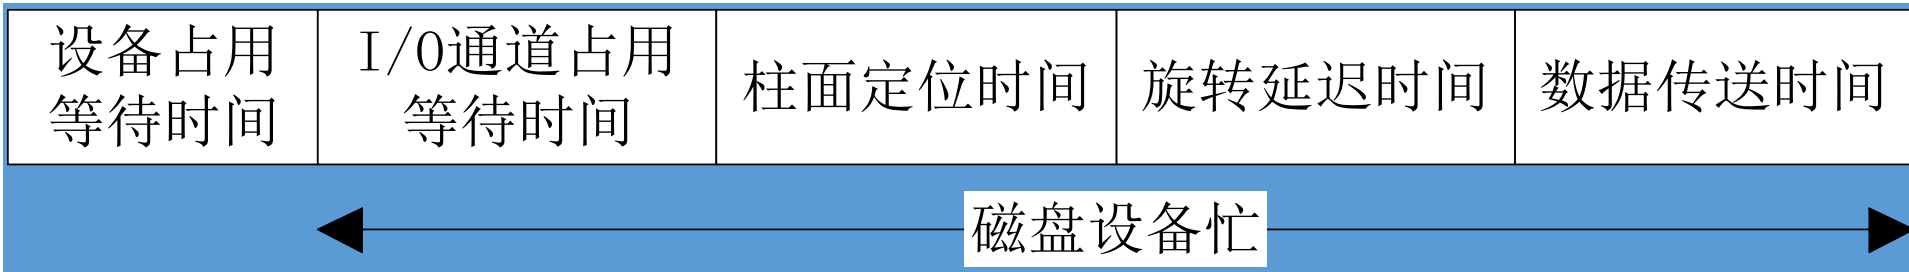 设备占用
等待时间
I/O通道占用
等待时间
柱面定位时间
旋转延迟时间
数据传送时间
磁盘设备忙